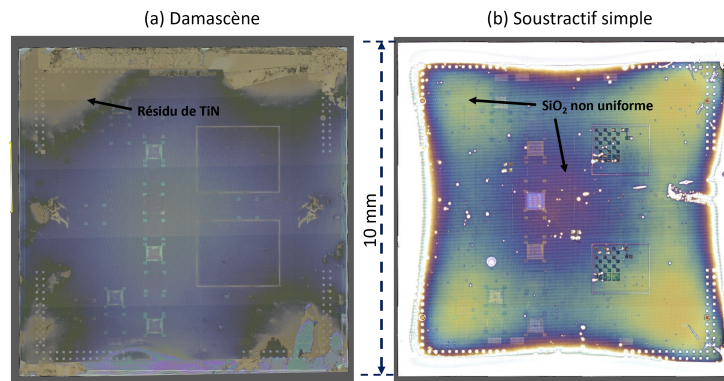 (a) Damascène
(b) Soustractif simple
Résidu de TiN
SiO₂ non uniforme
10 mm